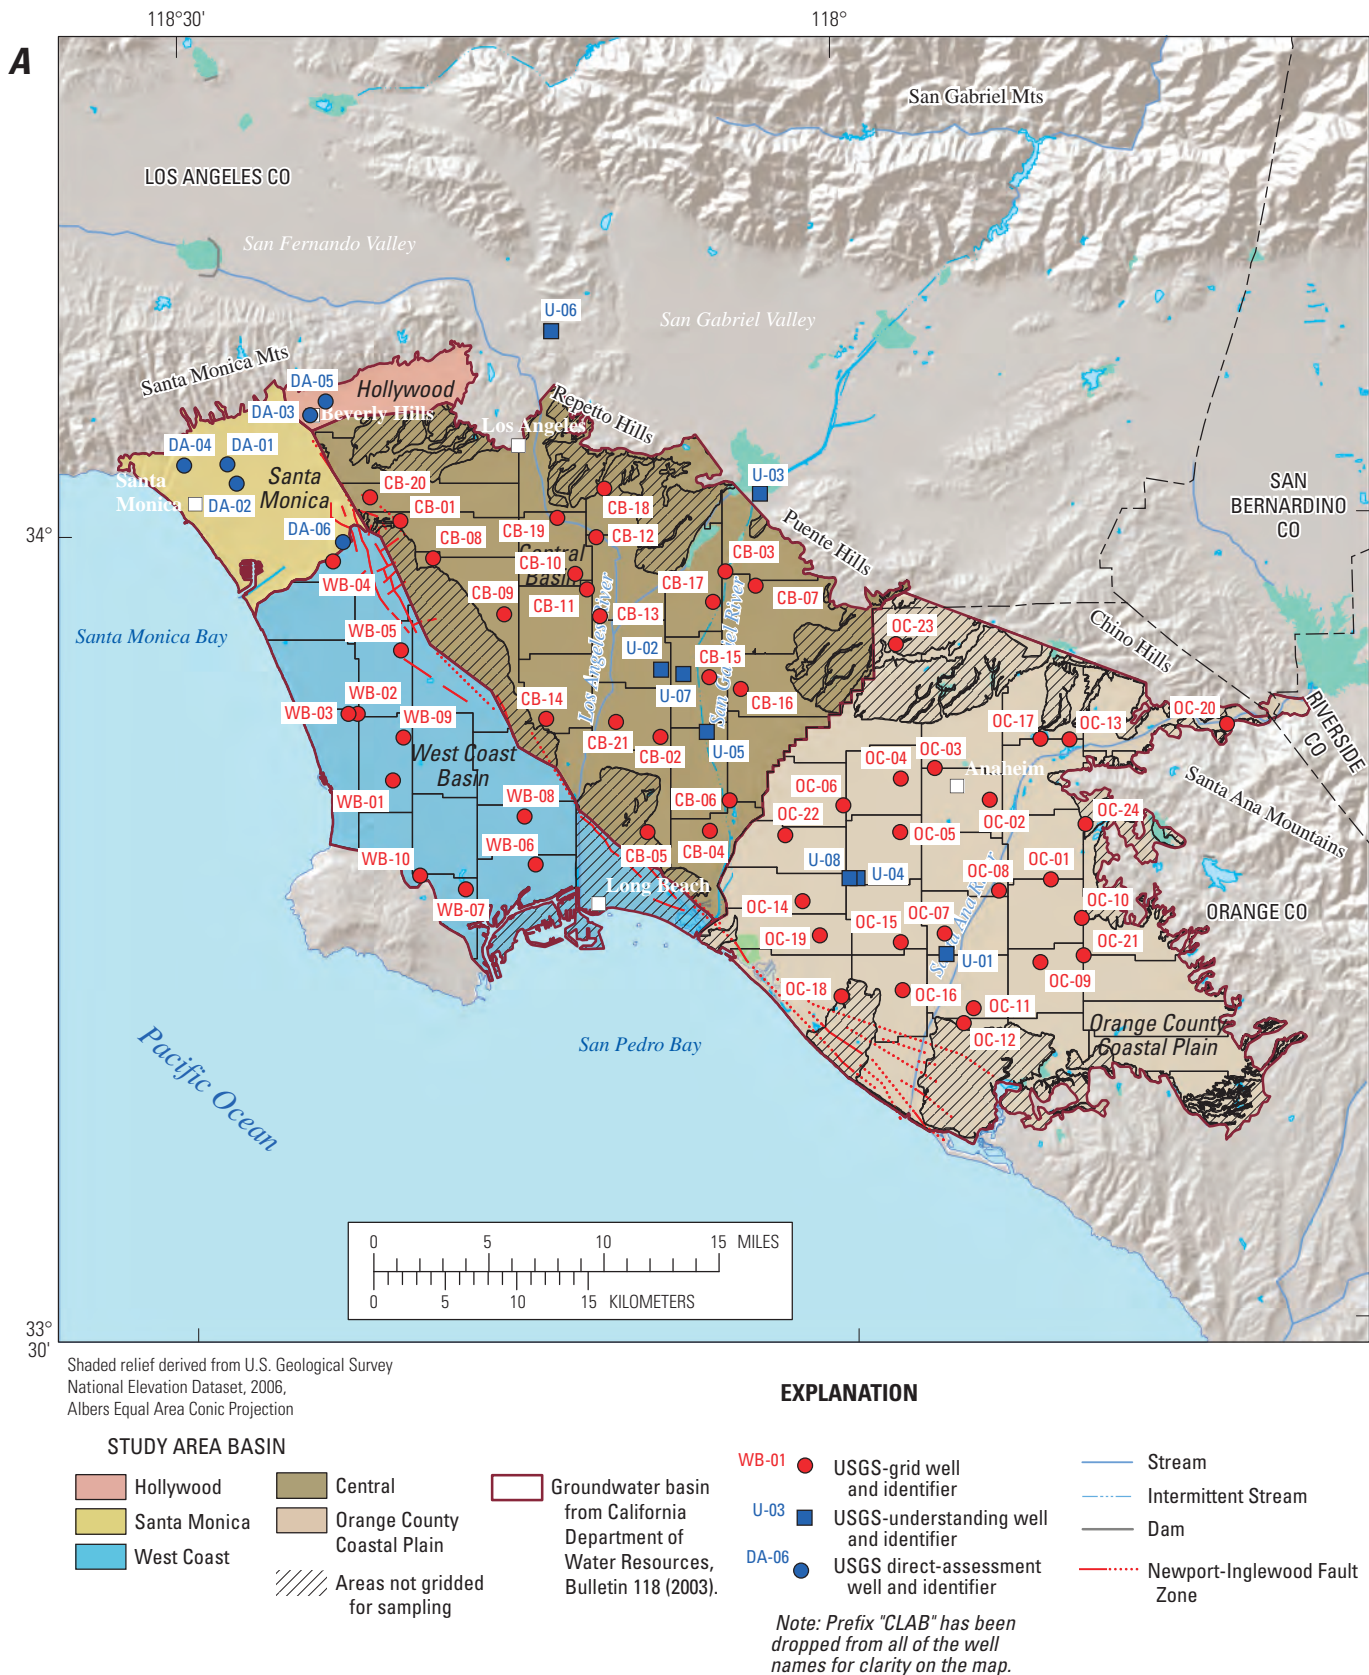 118°30'
118°
A
San Gabriel Mts
LOS ANGELES CO
San Fernando Valley
U-06
San Gabriel Valley
Santa Monica Mts
DA-05
Hollywood
DA-03
Beverly Hills
Repetto Hills
Los Angeles
DA-04
DA-01
U-03
Santa
Monica
Santa
Monica
DA-02
CB-20
CB-01
CB-18
SAN
BERNARDINO
CO
CB-19
CB-12
Puente Hills
34°
DA-06
CB-08
Central
Basin
CB-10
CB-03
WB-04
CB-09
CB-11
CB-17
CB-07
CB-13
Los Angeles River
San Gabriel River
Santa Monica Bay
WB-05
OC-23
Chino Hills
U-02
CB-15
U-07
CB-16
WB-02
WB-03
WB-09
CB-14
CB-21
CB-02
U-05
OC-17
OC-13
OC-20
RIVERSIDE
CO
West Coast
Basin
OC-04
OC-03
Anaheim
Santa Ana Mountains
WB-01
WB-08
CB-06
OC-06
OC-02
OC-24
OC-22
OC-05
WB-10
WB-06
CB-05
CB-04
U-08
U-04
OC-08
OC-01
Long Beach
WB-07
OC-14
OC-10
ORANGE CO
OC-15
OC-07
Santa Ana River
OC-19
OC-21
U-01
OC-09
OC-18
OC-16
OC-11
OC-12
Orange County
Coastal Plain
San Pedro Bay
Pacific Ocean
0 5 10 15 MILES
0 5 10 15 KILOMETERS
33°
30'
Shaded relief derived from U.S. Geological Survey
National Elevation Dataset, 2006,
Albers Equal Area Conic Projection
EXPLANATION
STUDY AREA BASIN
Hollywood
Santa Monica
West Coast
Central
Orange County
Coastal Plain
Areas not gridded
for sampling
Groundwater basin
from California
Department of
Water Resources,
Bulletin 118 (2003).
WB-01
USGS-grid well
and identifier
U-03
USGS-understanding well
and identifier
DA-06
USGS direct-assessment
well and identifier
Note: Prefix "CLAB" has been
dropped from all of the well
names for clarity on the map.
Stream
Intermittent Stream
Dam
Newport-Inglewood Fault
Zone